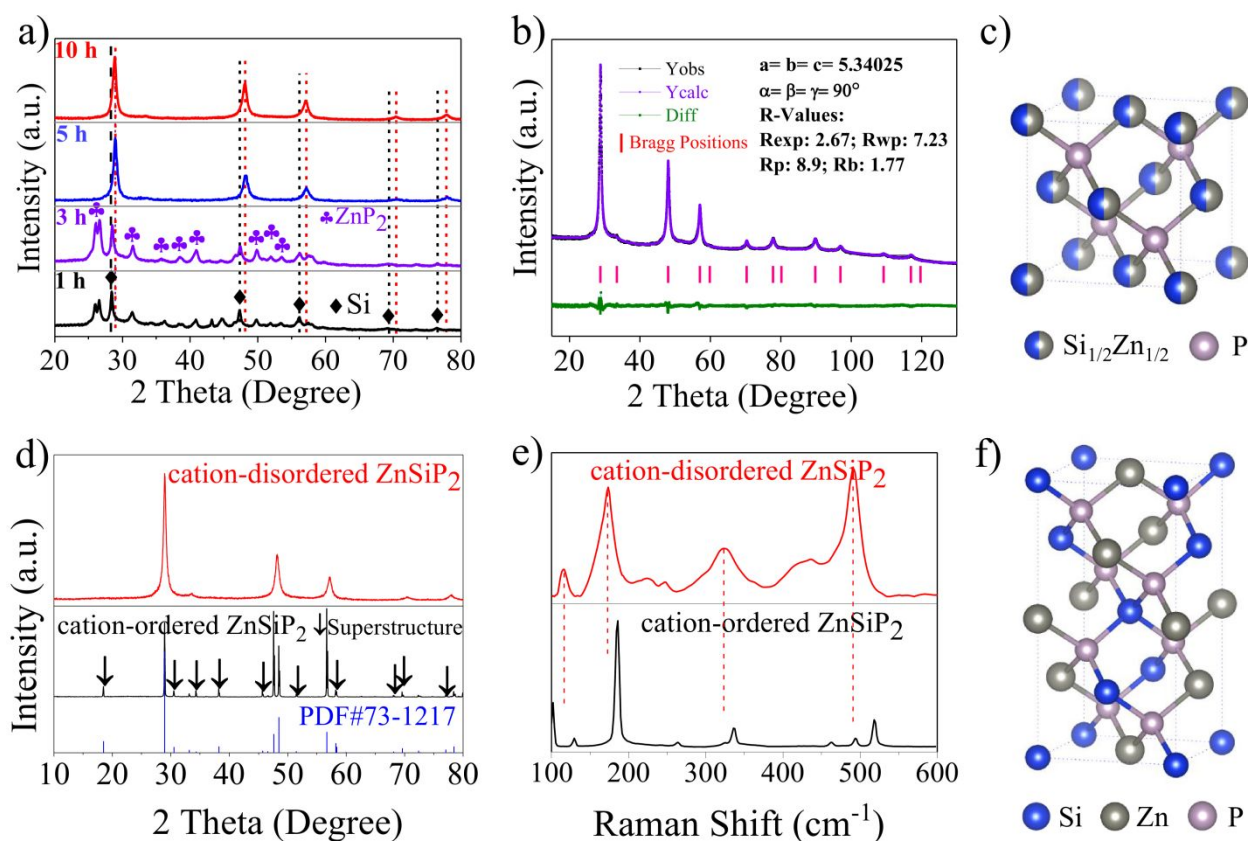 a)
10 h
5 h
3 h
♣ZnP₂
1 h
♦Si
Intensity (a.u.)
20 30 40 50 60 70 80
2 Theta (Degree)
b)
Yobs
Ycalc
Diff
Bragg Positions
a= b= c= 5.34025
α= β= γ= 90°
R-Values:
Rexp: 2.67; Rwp: 7.23
Rp: 8.9; Rb: 1.77
Intensity (a.u.)
20 40 60 80 100 120
2 Theta (Degree)
c)
Si₁/₂Zn₁/₂ P
d)
cation-disordered ZnSiP₂
cation-ordered ZnSiP₂ ↓Superstructure
PDF#73-1217
Intensity (a.u.)
10 20 30 40 50 60 70 80
2 Theta (Degree)
e)
cation-disordered ZnSiP₂
cation-ordered ZnSiP₂
100 200 300 400 500 600
Raman Shift (cm⁻¹)
f)
Si Zn P